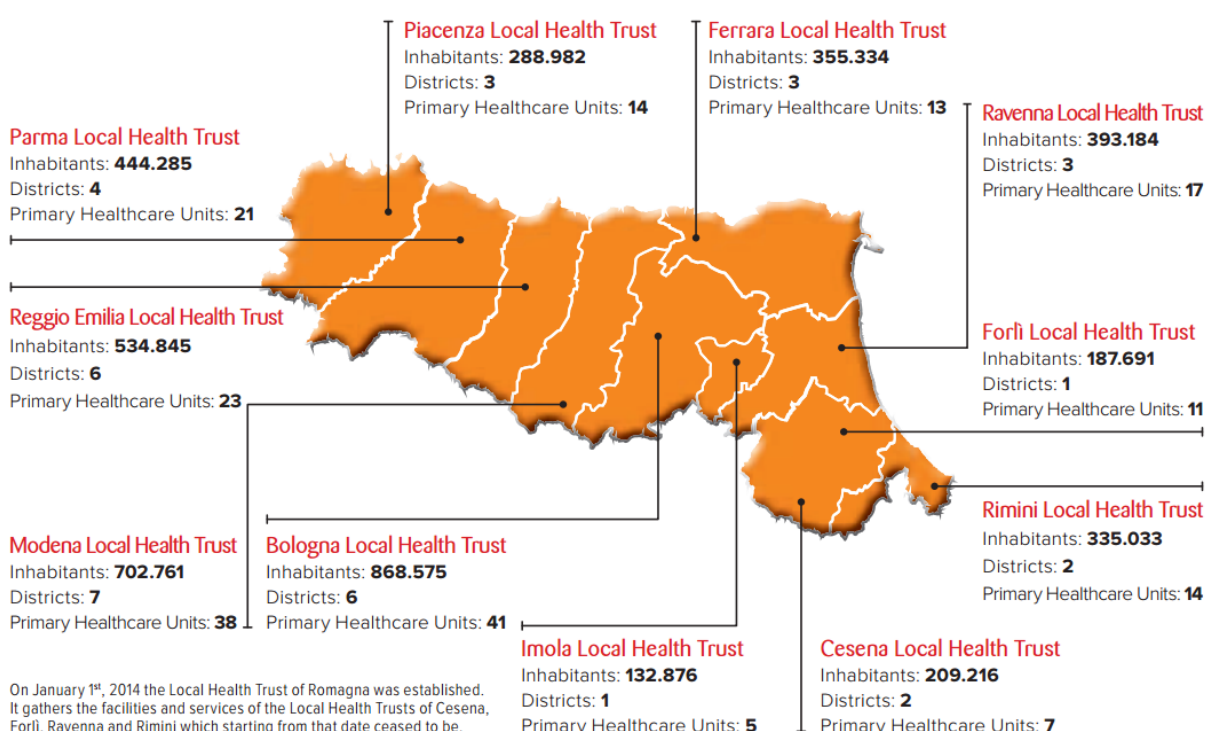 Piacenza Local Health Trust
Inhabitants: 288.982
Districts: 3
Primary Healthcare Units: 14
Ferrara Local Health Trust
Inhabitants: 355.334
Districts: 3
Primary Healthcare Units: 13
Ravenna Local Health Trust
Inhabitants: 393.184
Districts: 3
Primary Healthcare Units: 17
Parma Local Health Trust
Inhabitants: 444.285
Districts: 4
Primary Healthcare Units: 21
Reggio Emilia Local Health Trust
Inhabitants: 534.845
Districts: 6
Primary Healthcare Units: 23
Forlì Local Health Trust
Inhabitants: 187.691
Districts: 1
Primary Healthcare Units: 11
Rimini Local Health Trust
Inhabitants: 335.033
Districts: 2
Primary Healthcare Units: 14
Modena Local Health Trust
Inhabitants: 702.761
Districts: 7
Primary Healthcare Units: 38
Bologna Local Health Trust
Inhabitants: 868.575
Districts: 6
Primary Healthcare Units: 41
Imola Local Health Trust
Inhabitants: 132.876
Districts: 1
Primary Healthcare Units: 5
Cesena Local Health Trust
Inhabitants: 209.216
Districts: 2
Primary Healthcare Units: 7
On January 1st, 2014 the Local Health Trust of Romagna was established.
It gathers the facilities and services of the Local Health Trusts of Cesena,
Forlì, Ravenna and Rimini which starting from that date ceased to be.